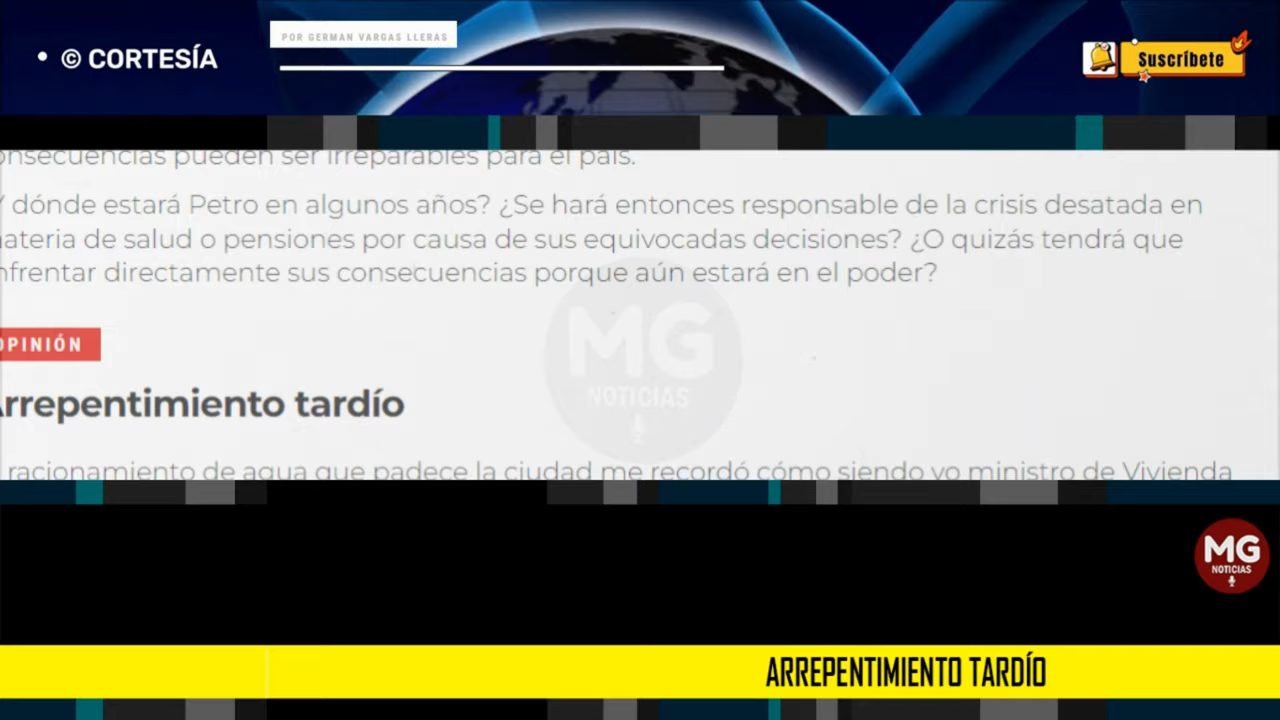 POR GERMAN VARGAS LLERAS
• © CORTESÍA
Suscríbete
onsecuencias pueden ser irreparables para el país.
dónde estará Petro en algunos años? ¿Se hará entonces responsable de la crisis desatada en
ateria de salud o pensiones por causa de sus equivocadas decisiones? ¿O quizás tendrá que
nfrentar directamente sus consecuencias porque aún estará en el poder?
MG
NOTICIAS
OPINIÓN
Arrepentimiento tardío
racionamiento de agua que padece la ciudad me recordó cómo siendo yo ministro de Vivienda
MG
NOTICIAS
ARREPENTIMIENTO TARDÍO